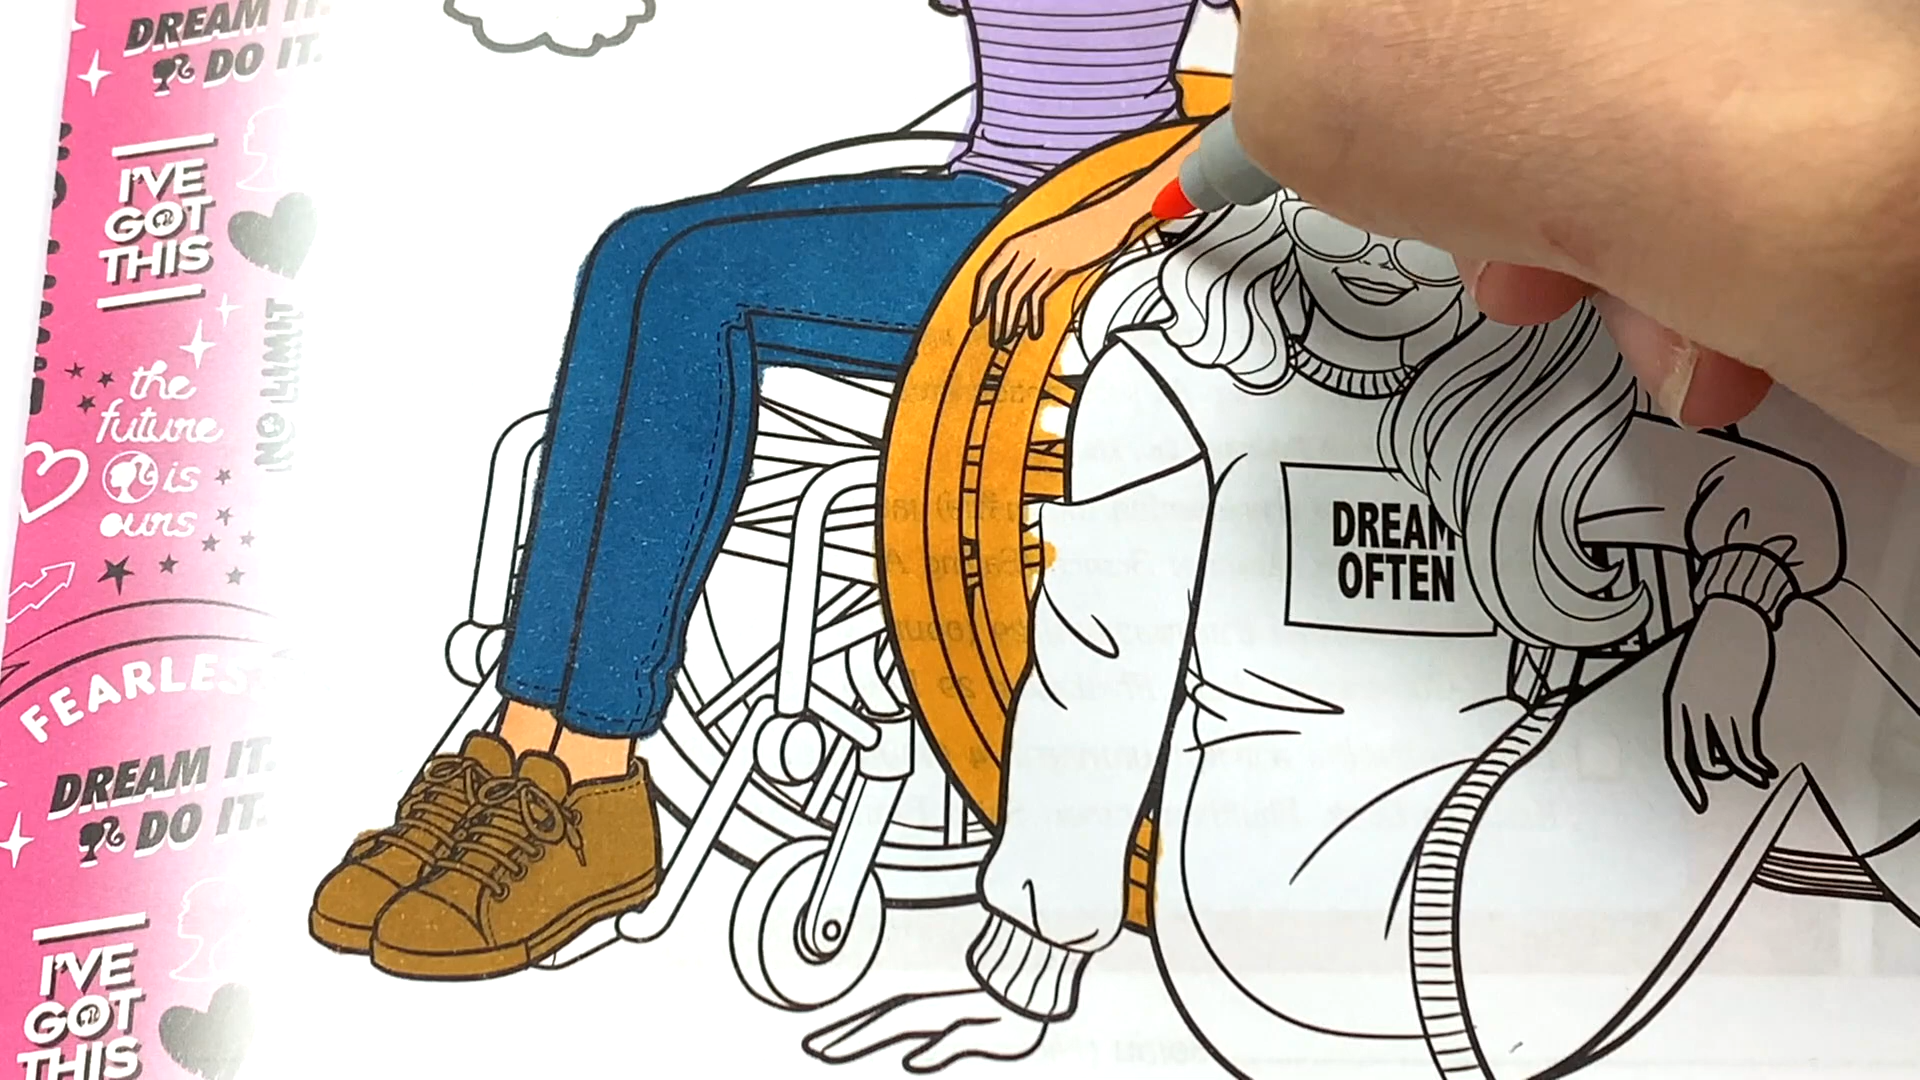 DREAM IT.
DO IT.
I'VE
GOT
THIS
NO LIMIT
the
future
is
ours
FEARLES
DREAM IT.
DO IT.
I'VE
GOT
THIS
DREAM
OFTEN